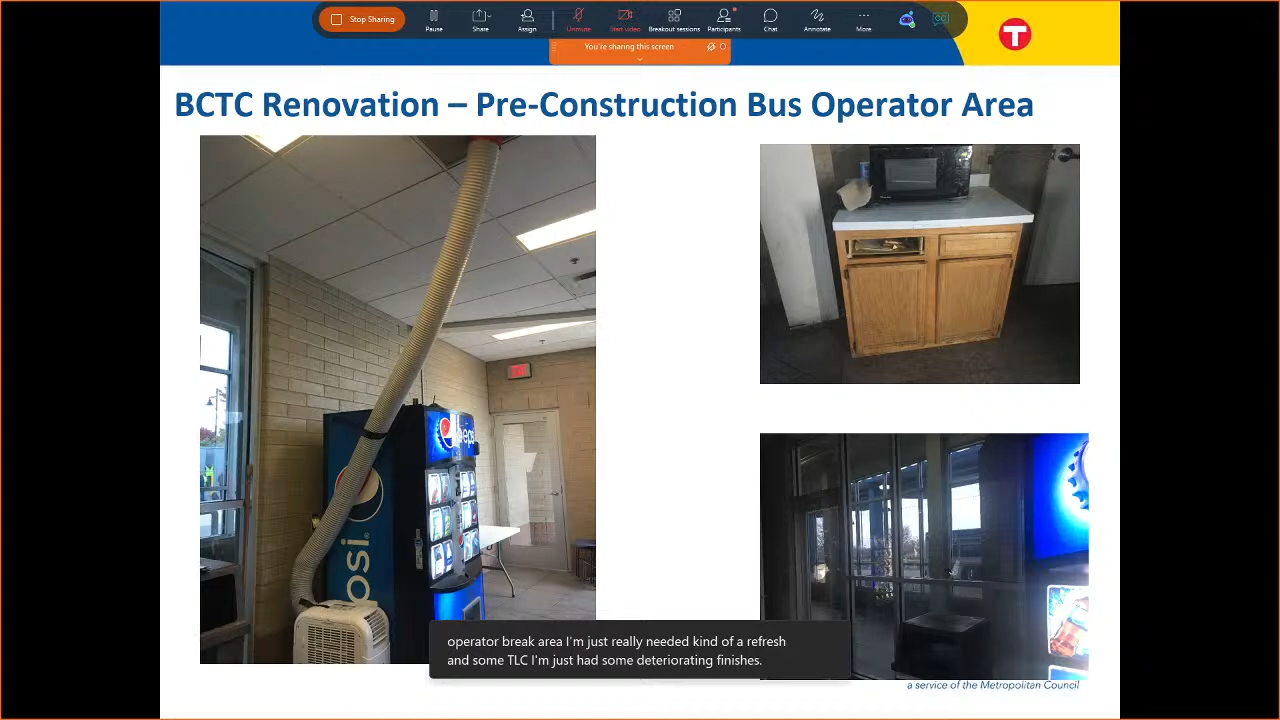 Stop Sharing
Pause
Share
Assign
Unmute
Start video
Breakout sessions
Participants
Chat
Annotate
More
CC
You're sharing this screen
T
BCTC Renovation – Pre-Construction Bus Operator Area
EXIT
pepsi
operator break area I'm just really needed kind of a refresh
and some TLC I'm just had some deteriorating finishes.
a service of the Metropolitan Council